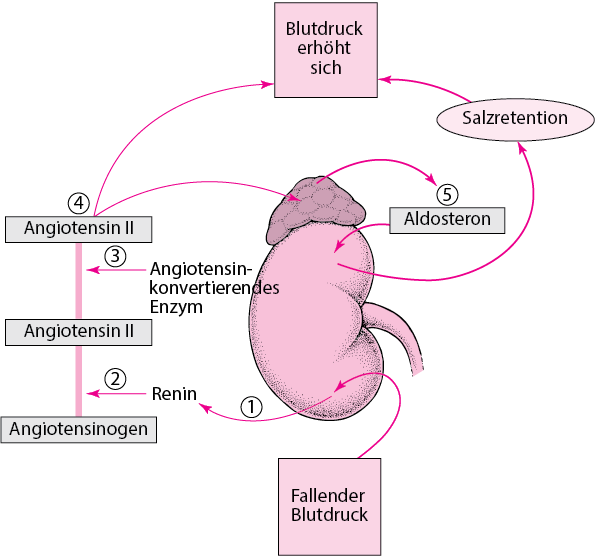 Blutdruck
erhöht
sich
Salzretention
④
⑤
Angiotensin II
Aldosteron
③
Angiotensin-
konvertierendes
Enzym
Angiotensin II
②
Renin
①
Angiotensinogen
Fallender
Blutdruck